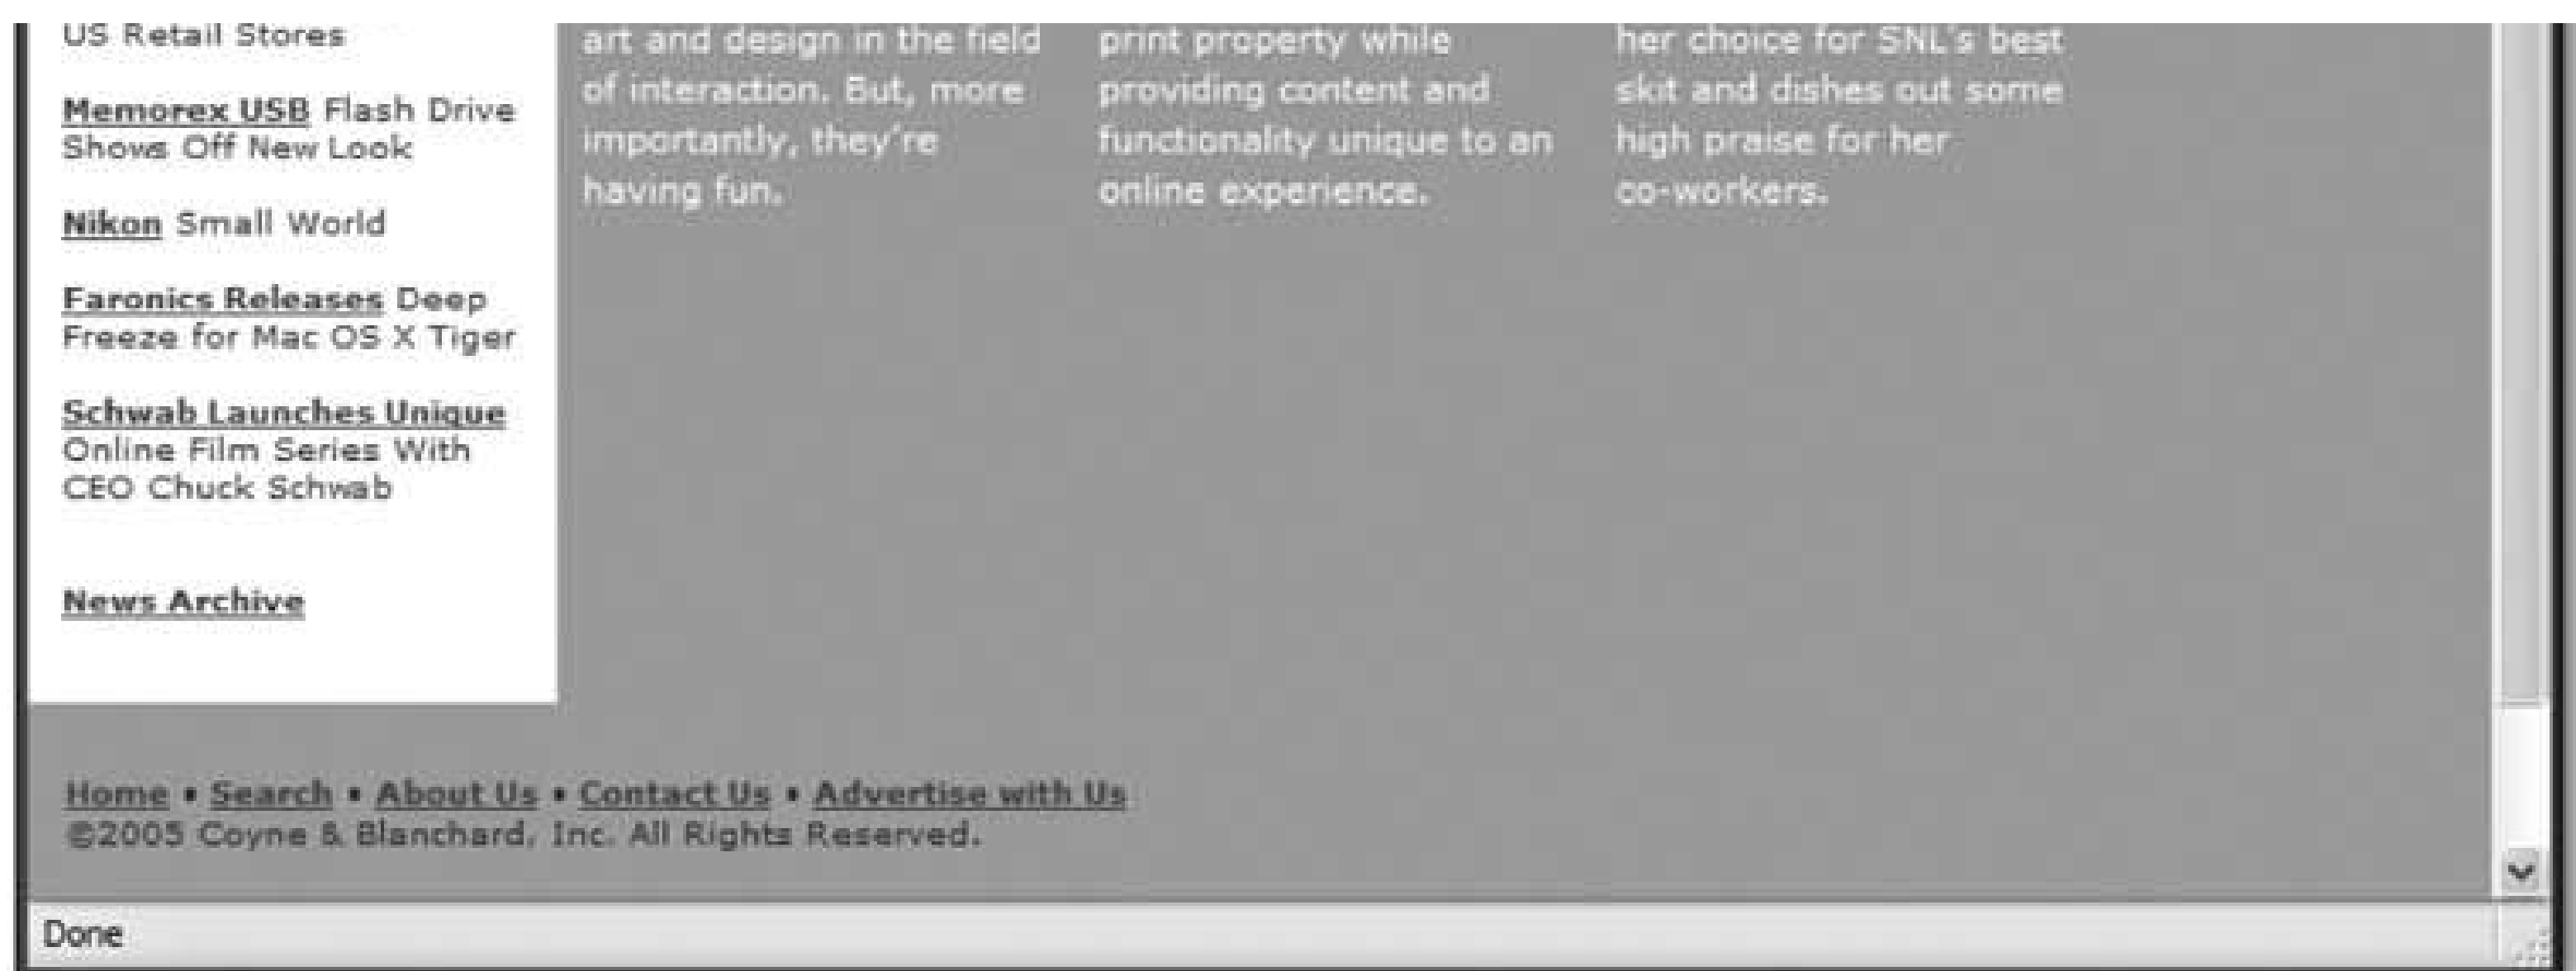 US Retail Stores
Memorex USB Flash Drive
Shows Off New Look
Nikon Small World
Faronics Releases Deep
Freeze for Mac OS X Tiger
Schwab Launches Unique
Online Film Series With
CEO Chuck Schwab
News Archive
art and design in the field
of interaction. But, more
importantly, they're
having fun.
print property while
providing content and
functionality unique to an
online experience.
her choice for SNL's best
skit and dishes out some
high praise for her
co-workers.
Home • Search • About Us • Contact Us • Advertise with Us
©2005 Coyne & Blanchard, Inc. All Rights Reserved.
Done